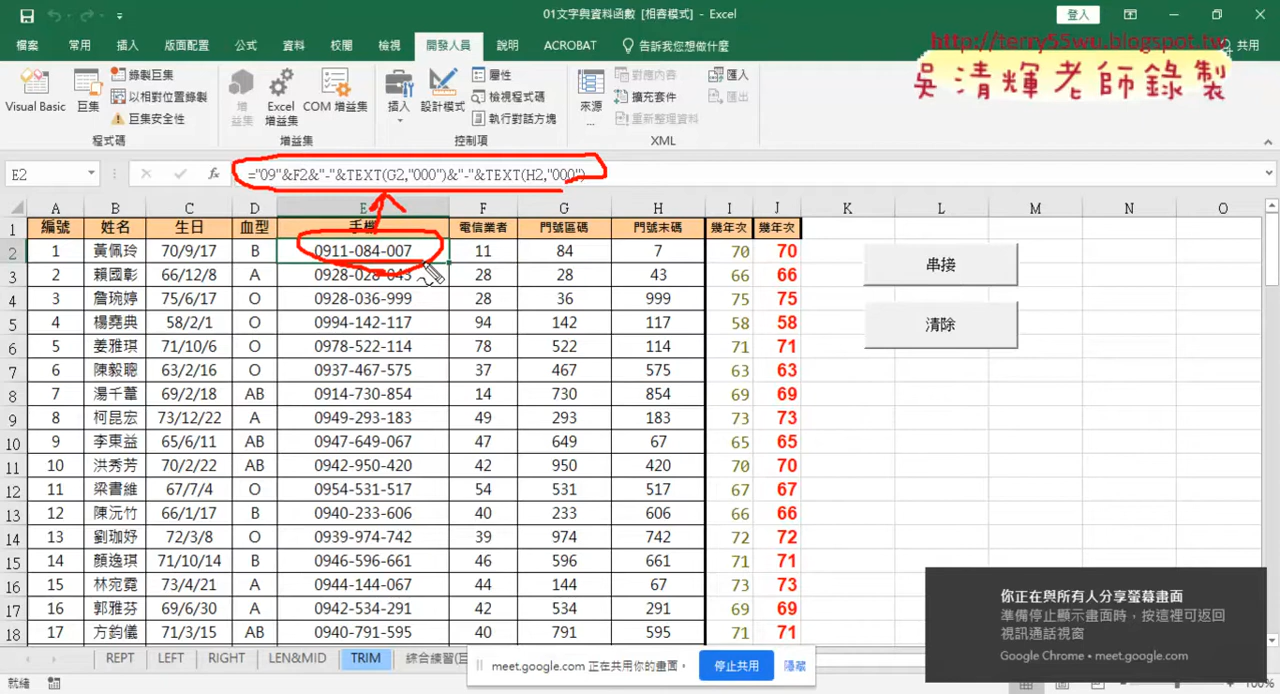 01文字與資料函數 [相容模式] - Excel
登入
檔案 常用 插入 版面配置 公式 資料 校閱 檢視 開發人員 說明 ACROBAT 告訴我您想做什麼 共用
http://terry55wu.blogspot.tw
吳清輝老師錄製
Visual Basic
巨集
錄製巨集
以相對位置錄製
巨集安全性
程式碼
增益集
Excel 增益集
COM 增益集
增益集
插入
設計模式
屬性
檢視程式碼
執行對話方塊
控制項
來源
對應內容
擴充套件
重新整理資料
匯入
匯出
XML
E2
fx
="09"&F2&"-"&TEXT(G2,"000")&"-"&TEXT(H2,"000")
A B C D E F G H I J K L M N O
1 編號 姓名 生日 血型 手機 電信業者 門號區碼 門號末碼 幾年次 幾年次
2 1 黃佩玲 70/9/17 B 0911-084-007 11 84 7 70 70
3 2 賴國彰 66/12/8 A 0928-028-043 28 28 43 66 66
4 3 詹琬婷 75/6/17 O 0928-036-999 28 36 999 75 75
5 4 楊堯典 58/2/1 O 0994-142-117 94 142 117 58 58
6 5 姜雅琪 71/10/6 O 0978-522-114 78 522 114 71 71
7 6 陳毅聰 63/2/16 O 0937-467-575 37 467 575 63 63
8 7 湯千蕙 69/2/18 AB 0914-730-854 14 730 854 69 69
9 8 柯昆宏 73/12/22 A 0949-293-183 49 293 183 73 73
10 9 李東益 65/6/11 AB 0947-649-067 47 649 67 65 65
11 10 洪秀芳 70/2/22 AB 0942-950-420 42 950 420 70 70
12 11 梁書維 67/7/4 O 0954-531-517 54 531 517 67 67
13 12 陳沅竹 66/1/17 B 0940-233-606 40 233 606 66 66
14 13 劉珈妤 72/3/8 O 0939-974-742 39 974 742 72 72
15 14 顏逸琪 71/10/14 B 0946-596-661 46 596 661 71 71
16 15 林宛霓 73/4/21 A 0944-144-067 44 144 67 73 73
17 16 郭雅芬 69/6/30 A 0942-534-291 42 534 291 69 69
18 17 方鈞儀 71/3/15 AB 0940-791-595 40 791 595 71 71
串接
清除
你正在與所有人分享螢幕畫面
準備停止顯示畫面時，按這裡可返回
視訊通話視窗
Google Chrome • meet.google.com
REPT LEFT RIGHT LEN&MID TRIM
meet.google.com 正在共用你的畫面。 停止共用 隱藏
就緒
100%